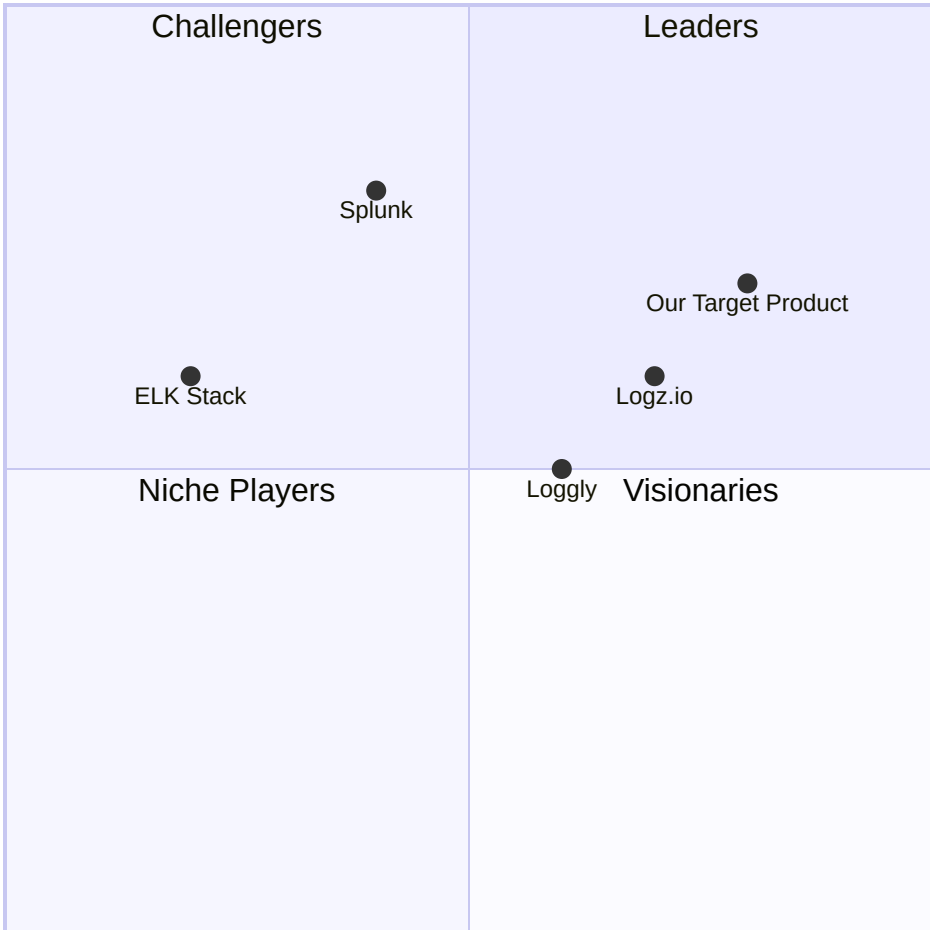 Challengers
Leaders
Splunk
Our Target Product
ELK Stack
Logz.io
Niche Players
Loggly
Visionaries